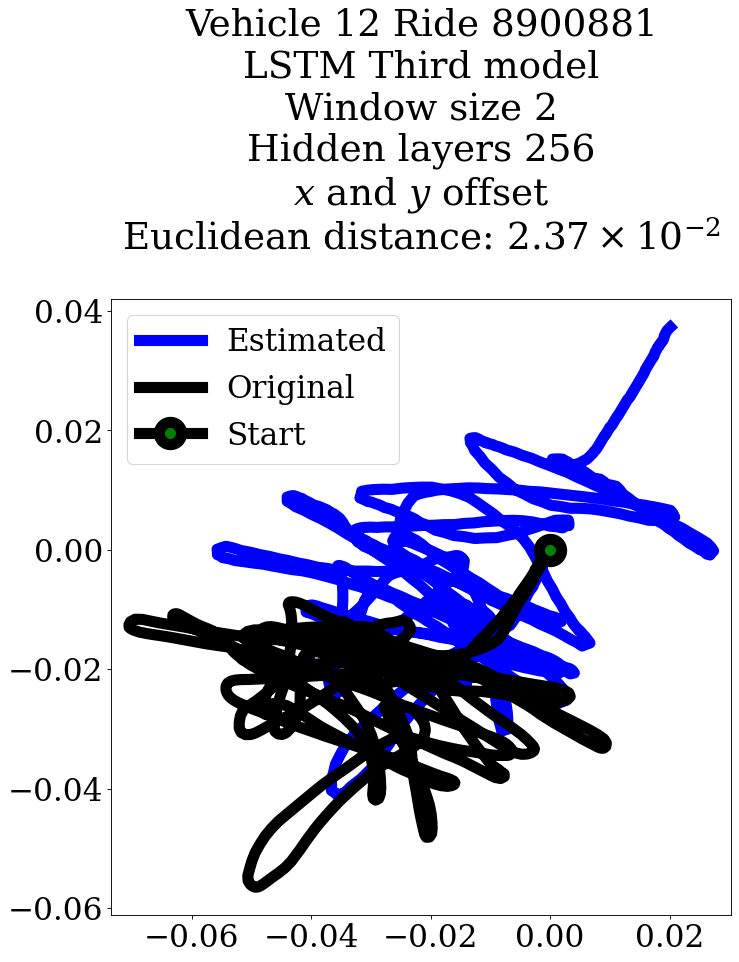 Vehicle 12 Ride 8900881
LSTM Third model
Window size 2
Hidden layers 256
x and y offset
Euclidean distance: 2.37 × 10⁻²
Estimated
Original
Start
0.04
0.02
0.00
−0.02
−0.04
−0.06
−0.06 −0.04 −0.02 0.00 0.02